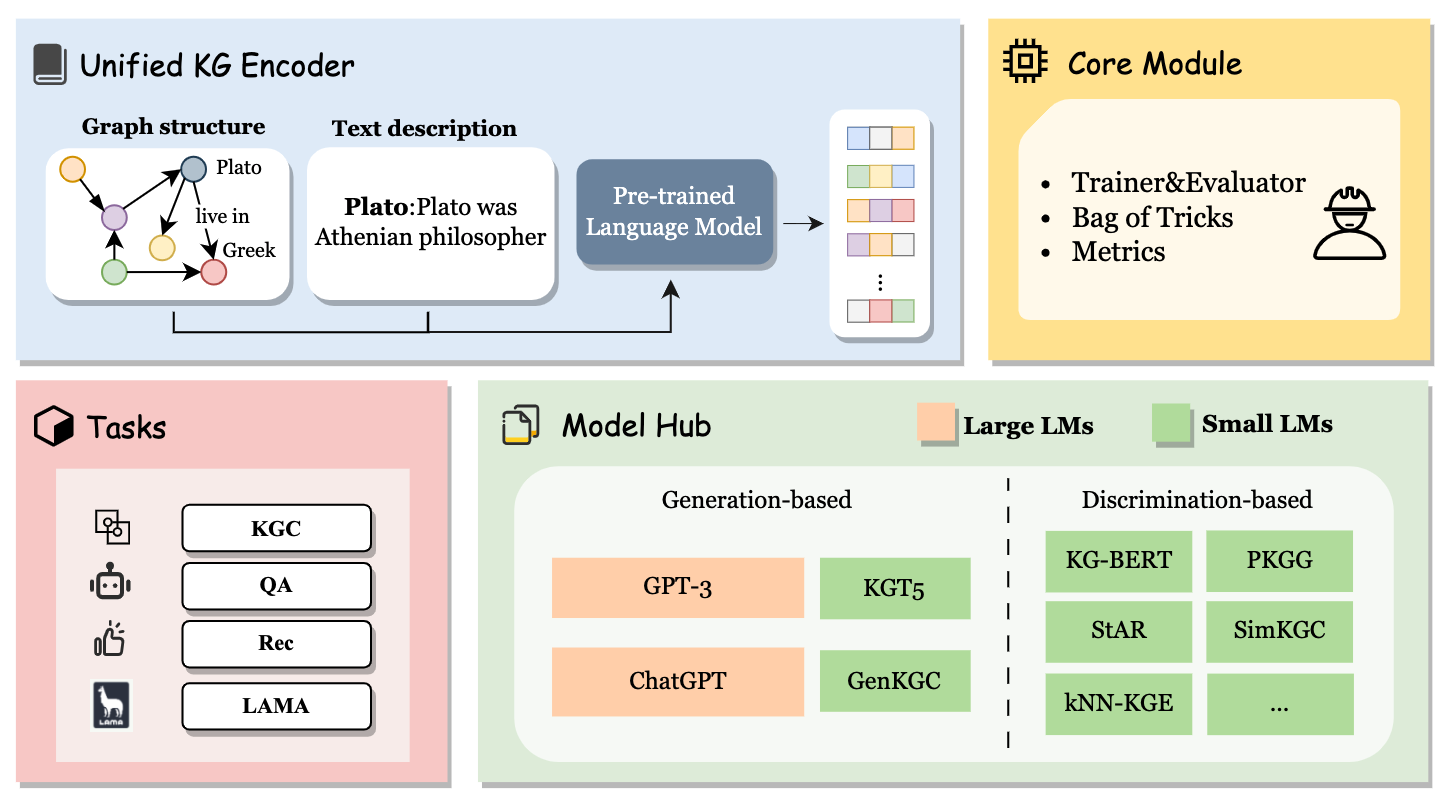 Unified KG Encoder
Graph structure
Text description
Plato
live in
Greek
Plato:Plato was
Athenian philosopher
Pre-trained
Language Model
Core Module
• Trainer&Evaluator
• Bag of Tricks
• Metrics
Tasks
KGC
QA
Rec
LAMA
LAMA
Model Hub
Large LMs
Small LMs
Generation-based
GPT-3
KGT5
ChatGPT
GenKGC
Discrimination-based
KG-BERT
PKGG
StAR
SimKGC
kNN-KGE
...